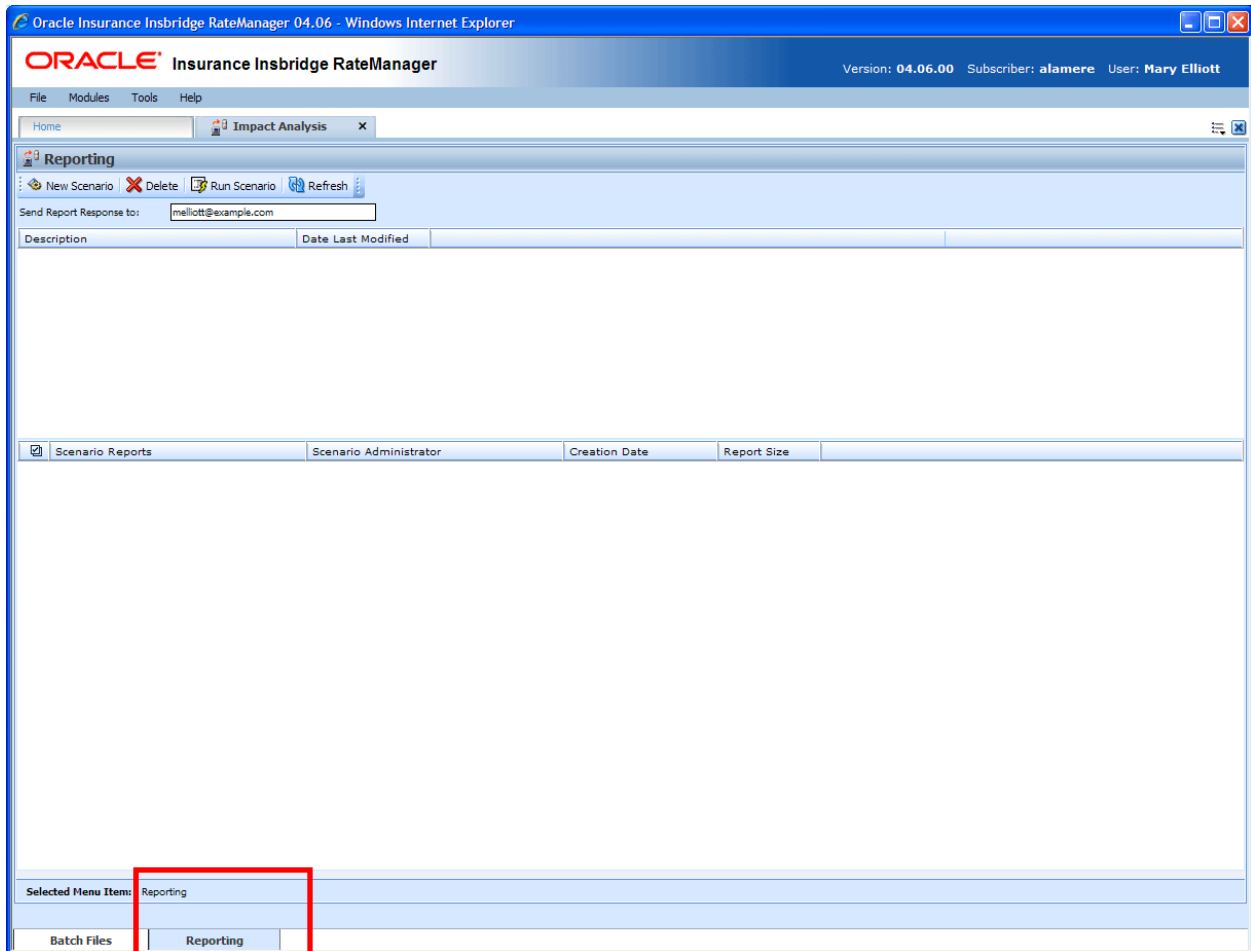 Oracle Insurance Insbridge RateManager 04.06 - Windows Internet Explorer
ORACLE Insurance Insbridge RateManager
Version: 04.06.00 Subscriber: alamere User: Mary Elliott
File Modules Tools Help
Home Impact Analysis x
Reporting
New Scenario Delete Run Scenario Refresh
Send Report Response to: melliott@example.com
Description Date Last Modified
Scenario Reports Scenario Administrator Creation Date Report Size
Selected Menu Item: Reporting
Batch Files Reporting